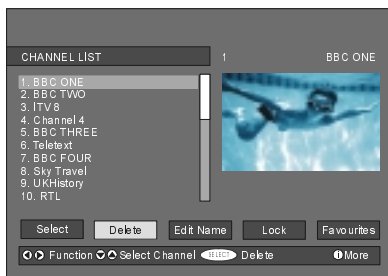 CHANNEL LIST 1 BBC ONE
1. BBC ONE
2. BBC TWO
3. ITV 8
4. Channel 4
5. BBC THREE
6. Teletext
7. BBC FOUR
8. Sky Travel
9. UKHistory
10. RTL
Select Delete Edit Name Lock Favourites
Function Select Channel SELECT Delete i More